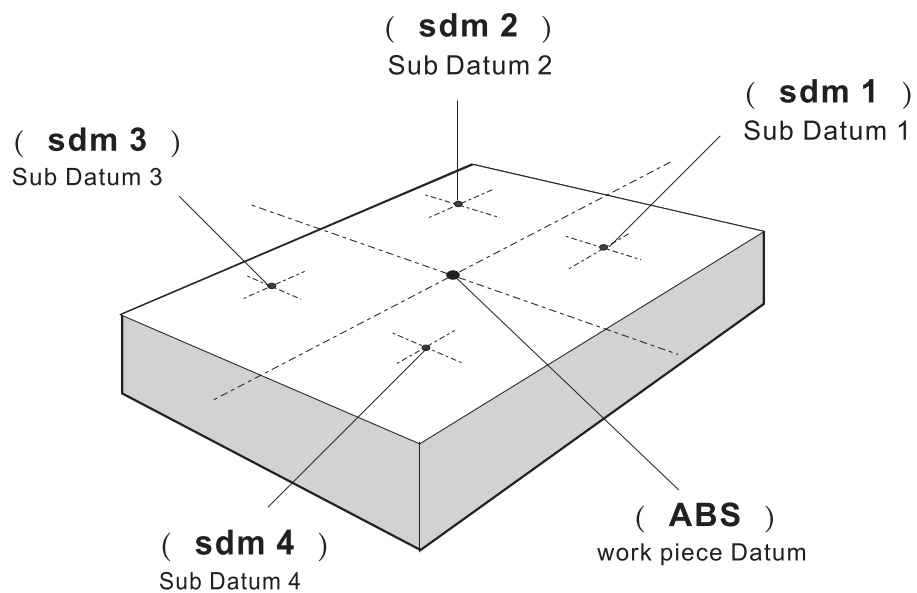 ( sdm 2 )
Sub Datum 2
( sdm 1 )
Sub Datum 1
( sdm 3 )
Sub Datum 3
( ABS )
work piece Datum
( sdm 4 )
Sub Datum 4